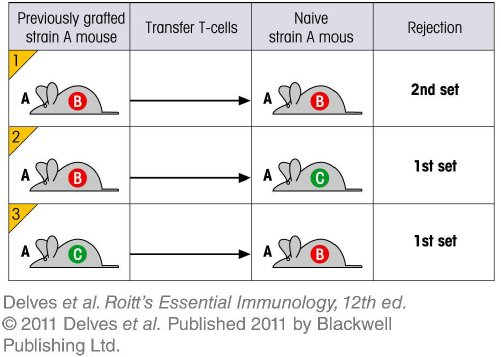 Previously grafted
strain A mouse
Transfer T-cells
Naive
strain A mous
Rejection
1
A B
A B
2nd set
2
A B
A C
1st set
3
A C
A B
1st set
Delves et al. Roitt's Essential Immunology, 12th ed.
© 2011 Delves et al. Published 2011 by Blackwell
Publishing Ltd.